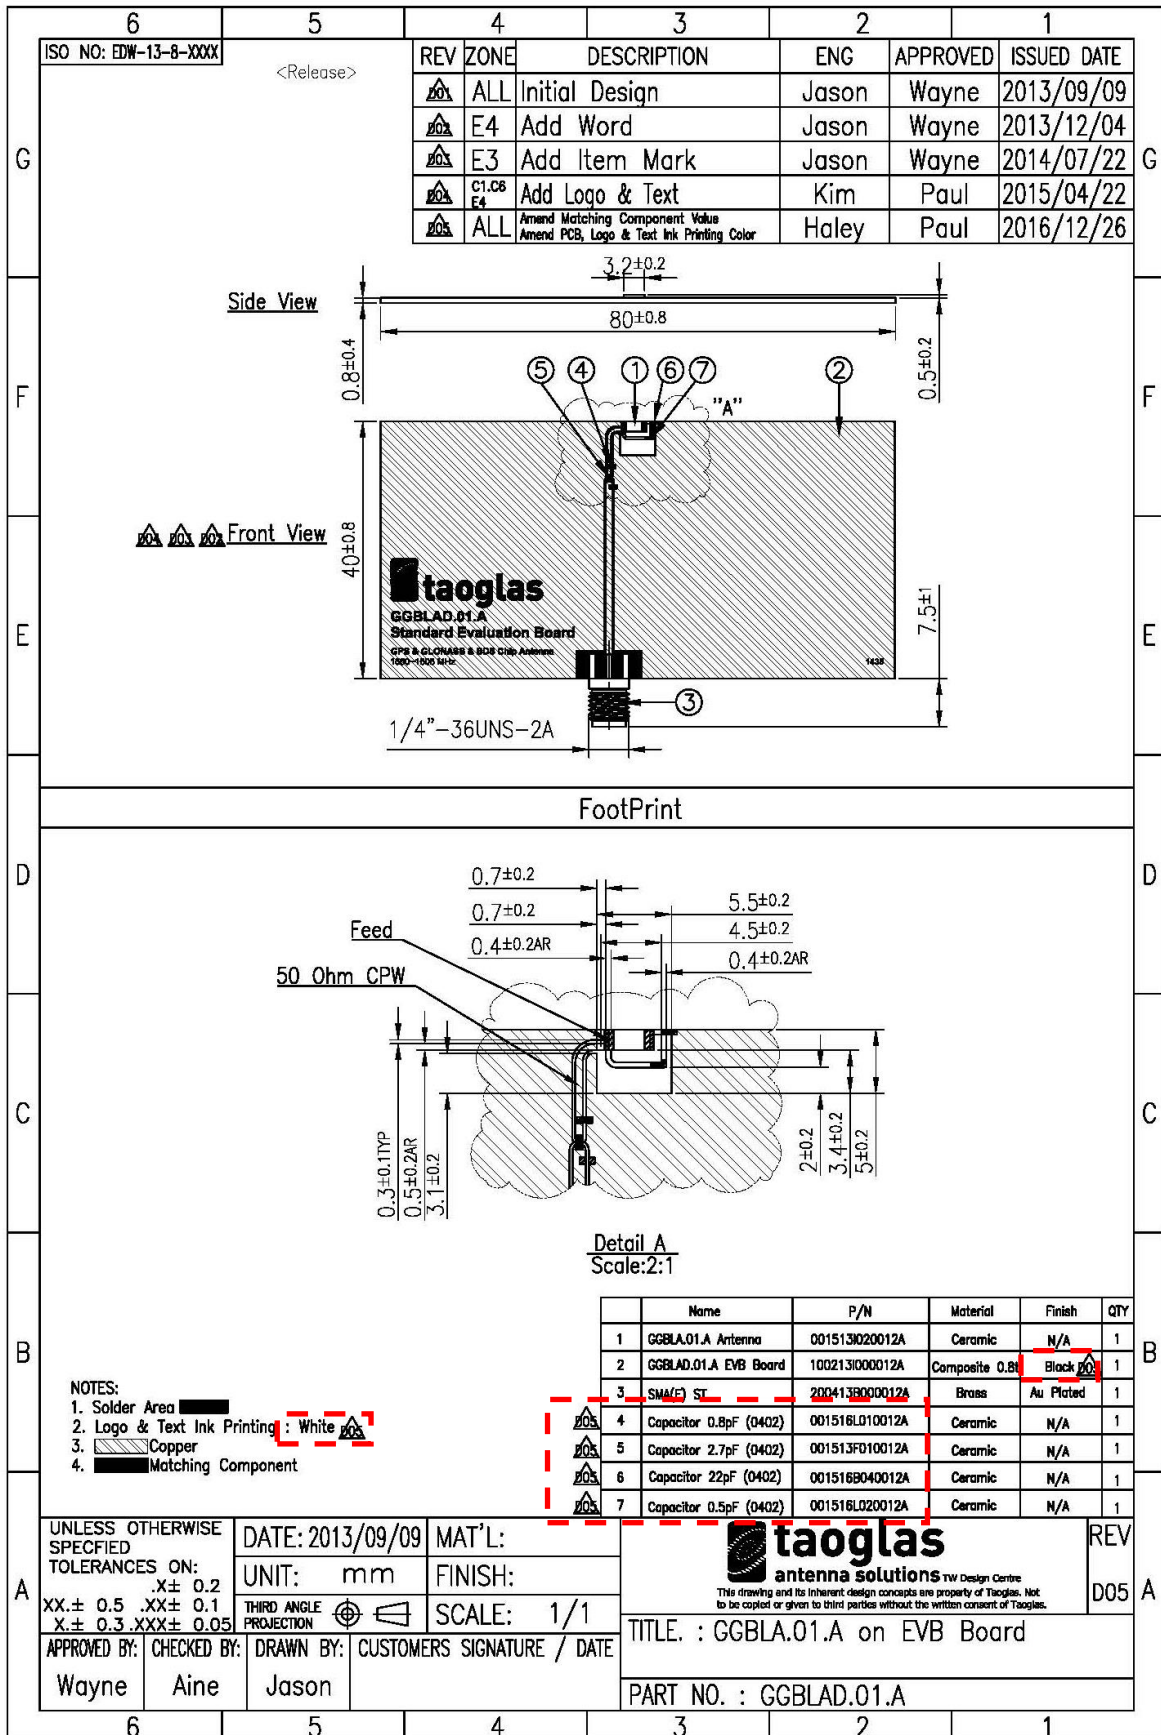 6 5 4 3 2 1
ISO NO: EDW-13-8-XXXX
<Release>
REV ZONE DESCRIPTION ENG APPROVED ISSUED DATE
D01 ALL Initial Design Jason Wayne 2013/09/09
D02 E4 Add Word Jason Wayne 2013/12/04
D03 E3 Add Item Mark Jason Wayne 2014/07/22
D04 C1.C6 E4 Add Logo & Text Kim Paul 2015/04/22
D05 ALL Amend Matching Component Value Haley Paul 2016/12/26
Amend PCB, Logo & Text Ink Printing Color
G G
3.2±0.2
Side View
80±0.8
0.8±0.4
0.5±0.2
F F
5 4 1 6 7 2
"A"
D04 D03 D02 Front View
40±0.8
taoglas
GGBLAD.01.A
Standard Evaluation Board
GPS & GLONASS & BDS Chip Antenna
1438
7.5±1
E E
3
1/4"-36UNS-2A
FootPrint
D D
0.7±0.2
0.7±0.2
0.4±0.2AR
5.5±0.2
4.5±0.2
0.4±0.2AR
Feed
50 Ohm CPW
0.3±0.1TYP
0.5±0.2AR
3.1±0.2
2±0.2
3.4±0.2
5±0.2
C C
Detail A
Scale:2:1
Name P/N Material Finish QTY
1 GGBLA.01.A Antenna 001513I020012A Ceramic N/A 1
2 GGBLAD.01.A EVB Board 100213I000012A Composite 0.8t Black D05 1
3 SMA(F) ST 200413B000012A Brass Au Plated 1
D05 4 Capacitor 0.8pF (0402) 001516L010012A Ceramic N/A 1
D05 5 Capacitor 2.7pF (0402) 001513F010012A Ceramic N/A 1
D05 6 Capacitor 22pF (0402) 001516B040012A Ceramic N/A 1
D05 7 Capacitor 0.5pF (0402) 001516L020012A Ceramic N/A 1
B B
NOTES:
1. Solder Area
2. Logo & Text Ink Printing : White D05
3. Copper
4. Matching Component
UNLESS OTHERWISE
SPECFIED
TOLERANCES ON:
.X± 0.2
XX.± 0.5 .XX± 0.1
X.± 0.3 .XXX± 0.05
DATE: 2013/09/09 MAT'L:
UNIT: mm FINISH:
THIRD ANGLE PROJECTION SCALE: 1/1
taoglas
antenna solutions TW Design Centre
This drawing and its inherent design concepts are property of Taoglas. Not
to be copied or given to third parties without the written consent of Taoglas.
REV
D05
A A
TITLE. : GGBLA.01.A on EVB Board
APPROVED BY: CHECKED BY: DRAWN BY: CUSTOMERS SIGNATURE / DATE
Wayne Aine Jason
PART NO. : GGBLAD.01.A
6 5 4 3 2 1